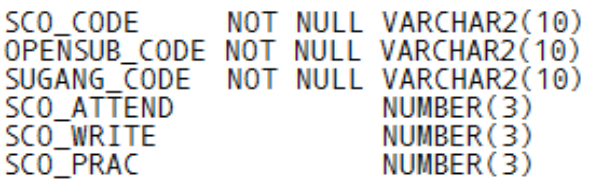 SCO_CODE NOT NULL VARCHAR2(10)
OPENSUB_CODE NOT NULL VARCHAR2(10)
SUGANG_CODE NOT NULL VARCHAR2(10)
SCO_ATTEND NUMBER(3)
SCO_WRITE NUMBER(3)
SCO_PRAC NUMBER(3)